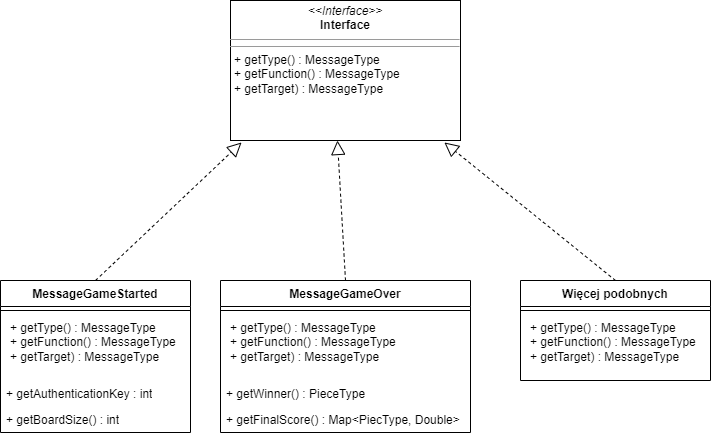 <<Interface>>
Interface
+ getType() : MessageType
+ getFunction() : MessageType
+ getTarget) : MessageType
MessageGameStarted
+ getType() : MessageType
+ getFunction() : MessageType
+ getTarget) : MessageType
+ getAuthenticationKey : int
+ getBoardSize() : int
MessageGameOver
+ getType() : MessageType
+ getFunction() : MessageType
+ getTarget) : MessageType
+ getWinner() : PieceType
+ getFinalScore() : Map<PiecType, Double>
Więcej podobnych
+ getType() : MessageType
+ getFunction() : MessageType
+ getTarget) : MessageType